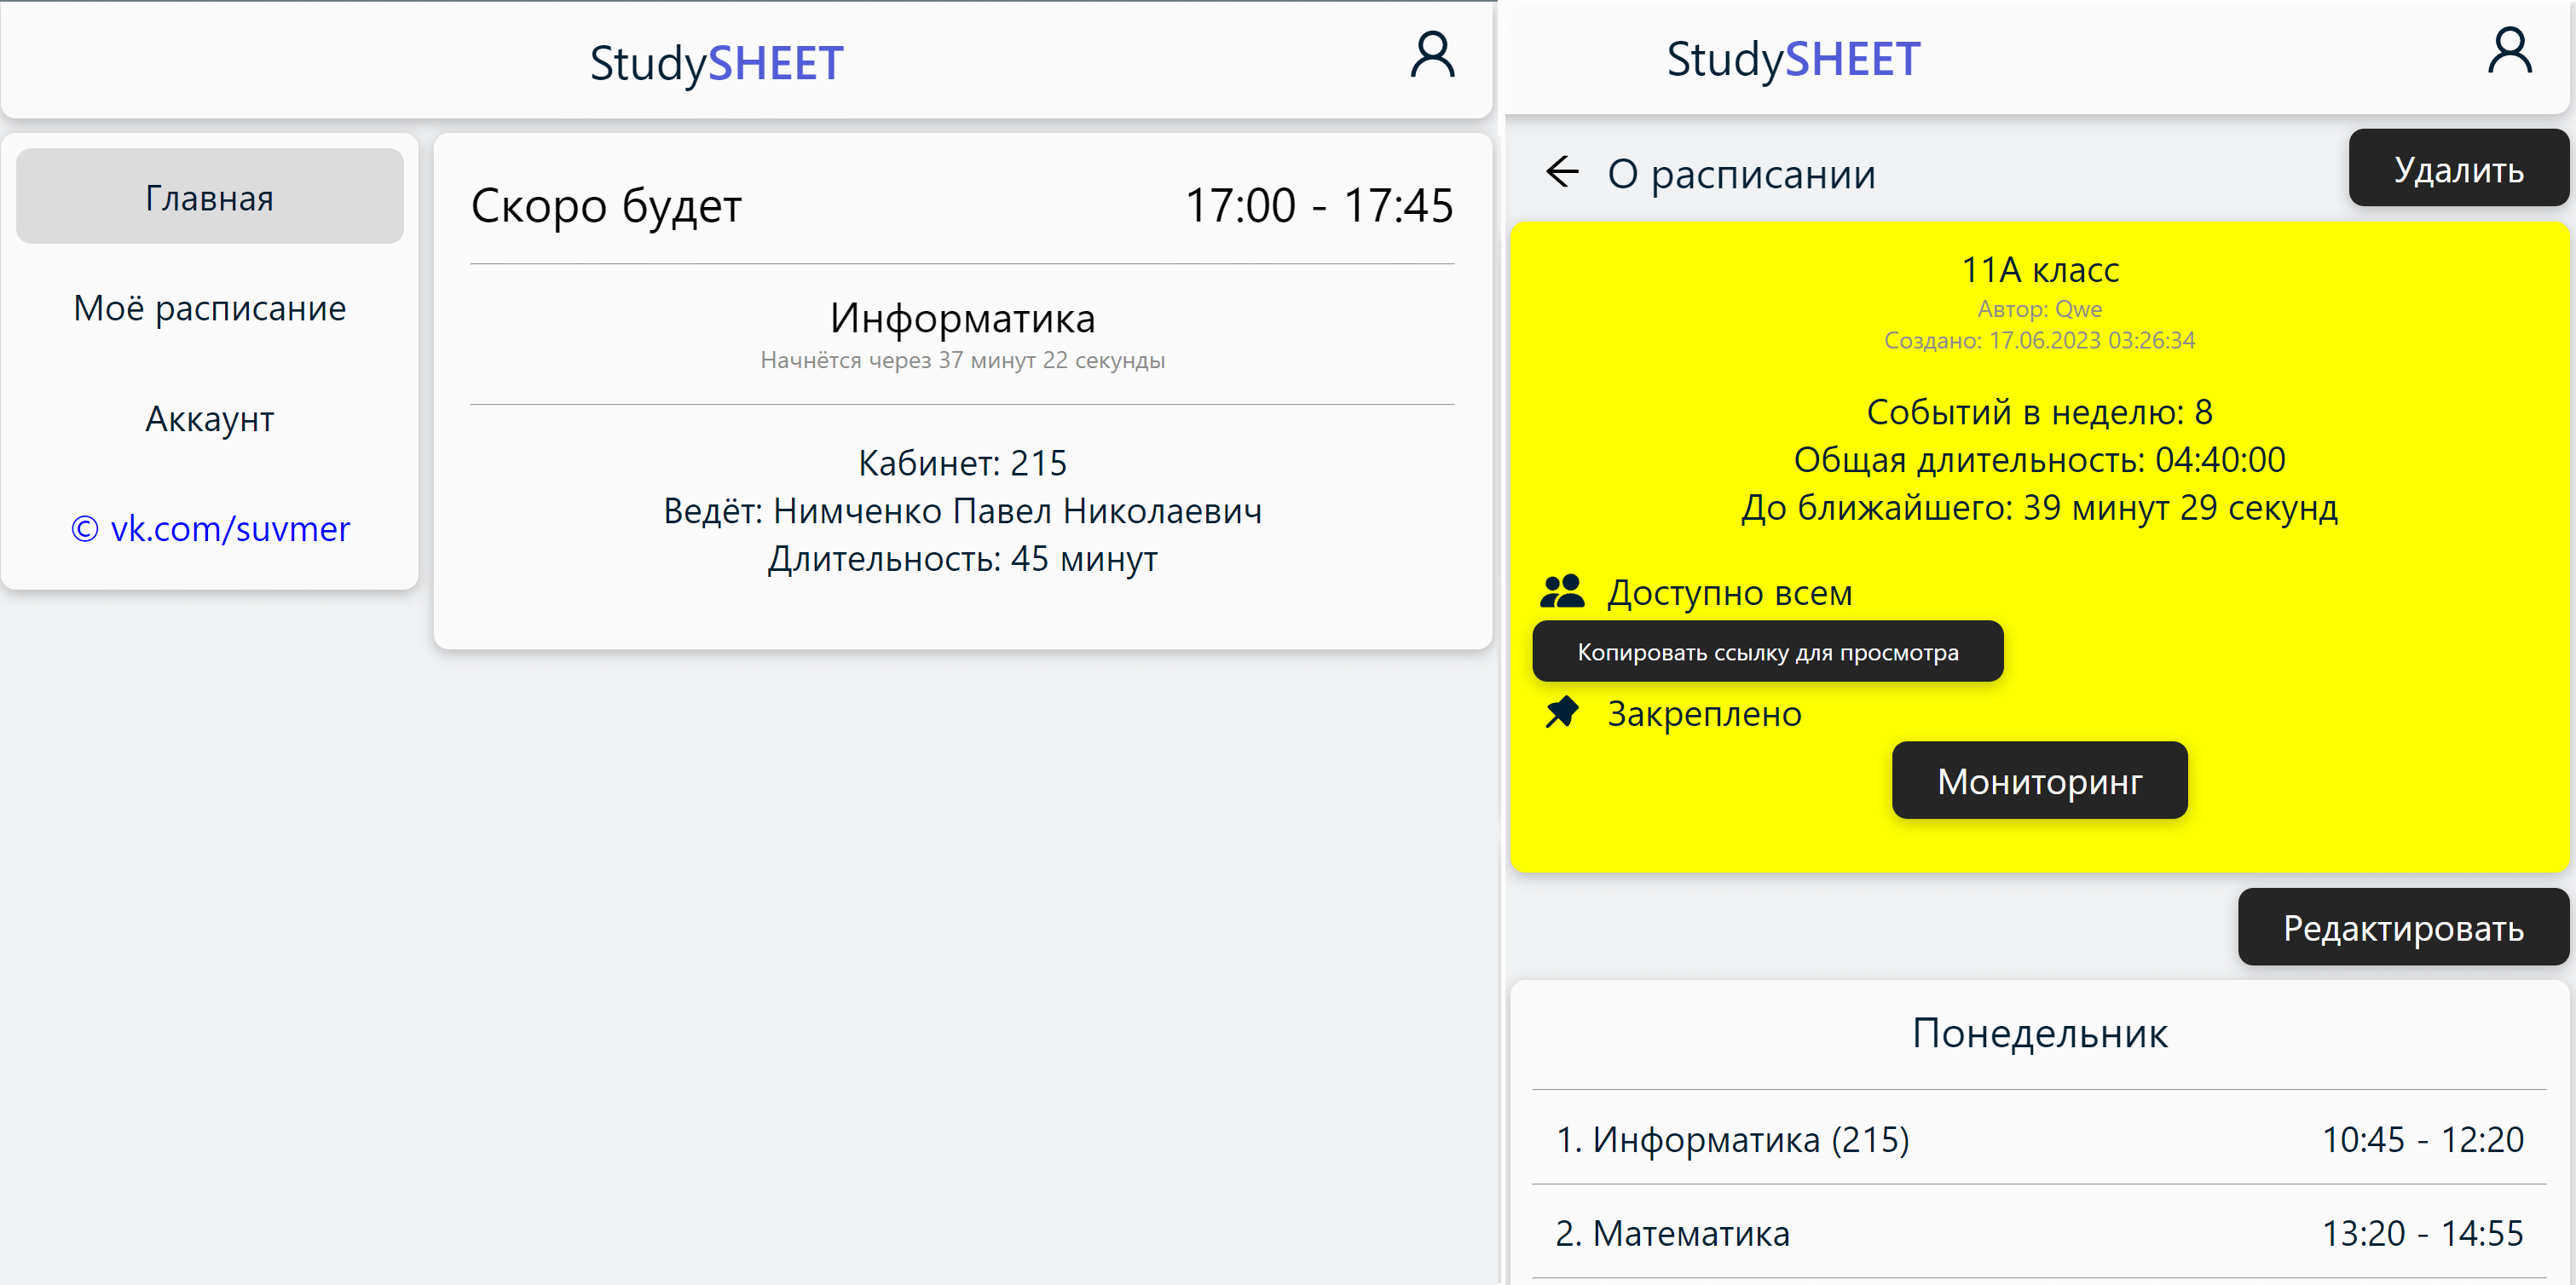 StudySHEET
Главная
Моё расписание
Аккаунт
© vk.com/suvmer
Скоро будет 17:00 - 17:45
Информатика
Начнётся через 37 минут 22 секунды
Кабинет: 215
Ведёт: Нимченко Павел Николаевич
Длительность: 45 минут
StudySHEET
О расписании
Удалить
11А класс
Автор: Qwe
Создано: 17.06.2023 03:26:34
Событий в неделю: 8
Общая длительность: 04:40:00
До ближайшего: 39 минут 29 секунд
Доступно всем
Копировать ссылку для просмотра
Закреплено
Мониторинг
Редактировать
Понедельник
1. Информатика (215) 10:45 - 12:20
2. Математика 13:20 - 14:55